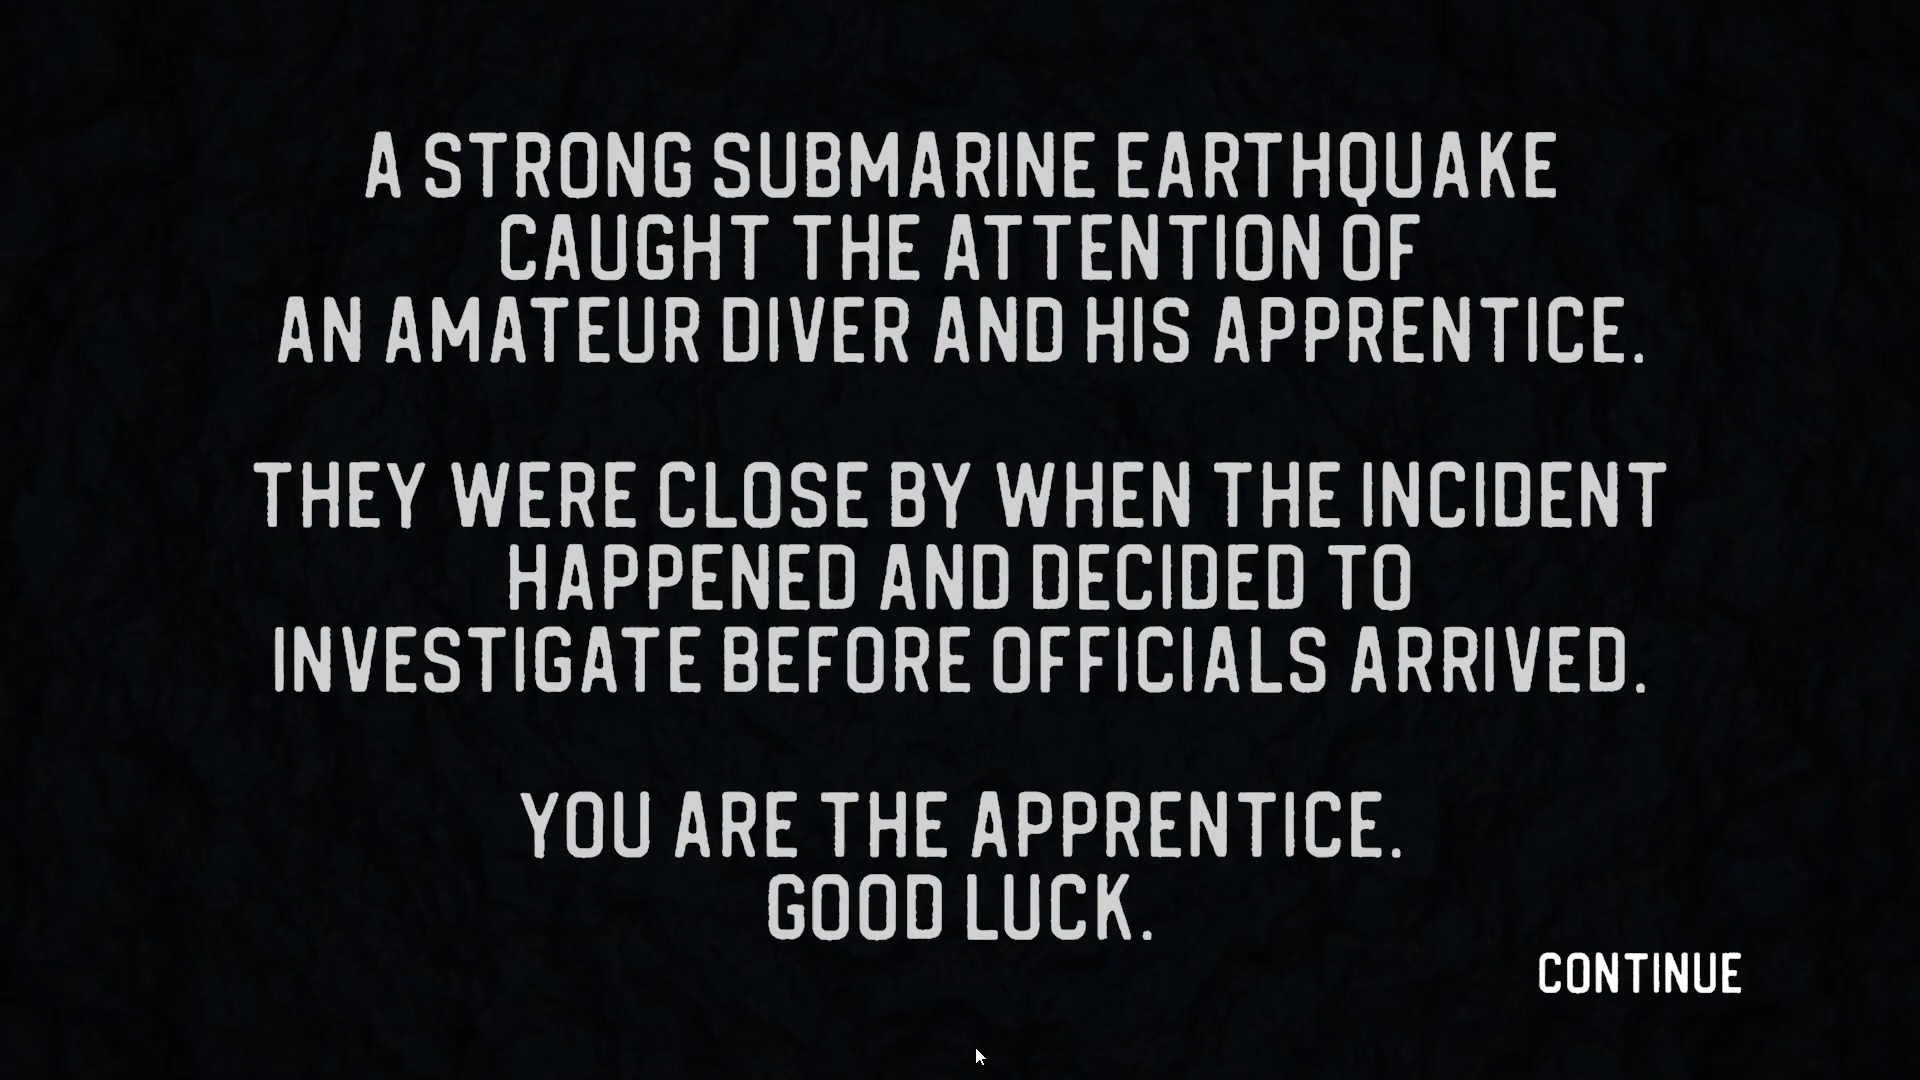 A STRONG SUBMARINE EARTHQUAKE
CAUGHT THE ATTENTION OF
AN AMATEUR DIVER AND HIS APPRENTICE.
THEY WERE CLOSE BY WHEN THE INCIDENT
HAPPENED AND DECIDED TO
INVESTIGATE BEFORE OFFICIALS ARRIVED.
YOU ARE THE APPRENTICE.
GOOD LUCK.
CONTINUE